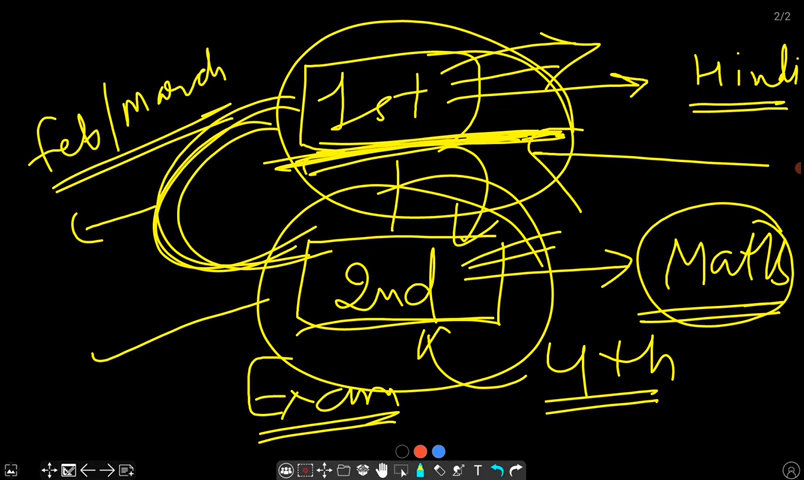 2/2
Feb/March
1st
Hindi
2nd
Maths
Exam
4th
T